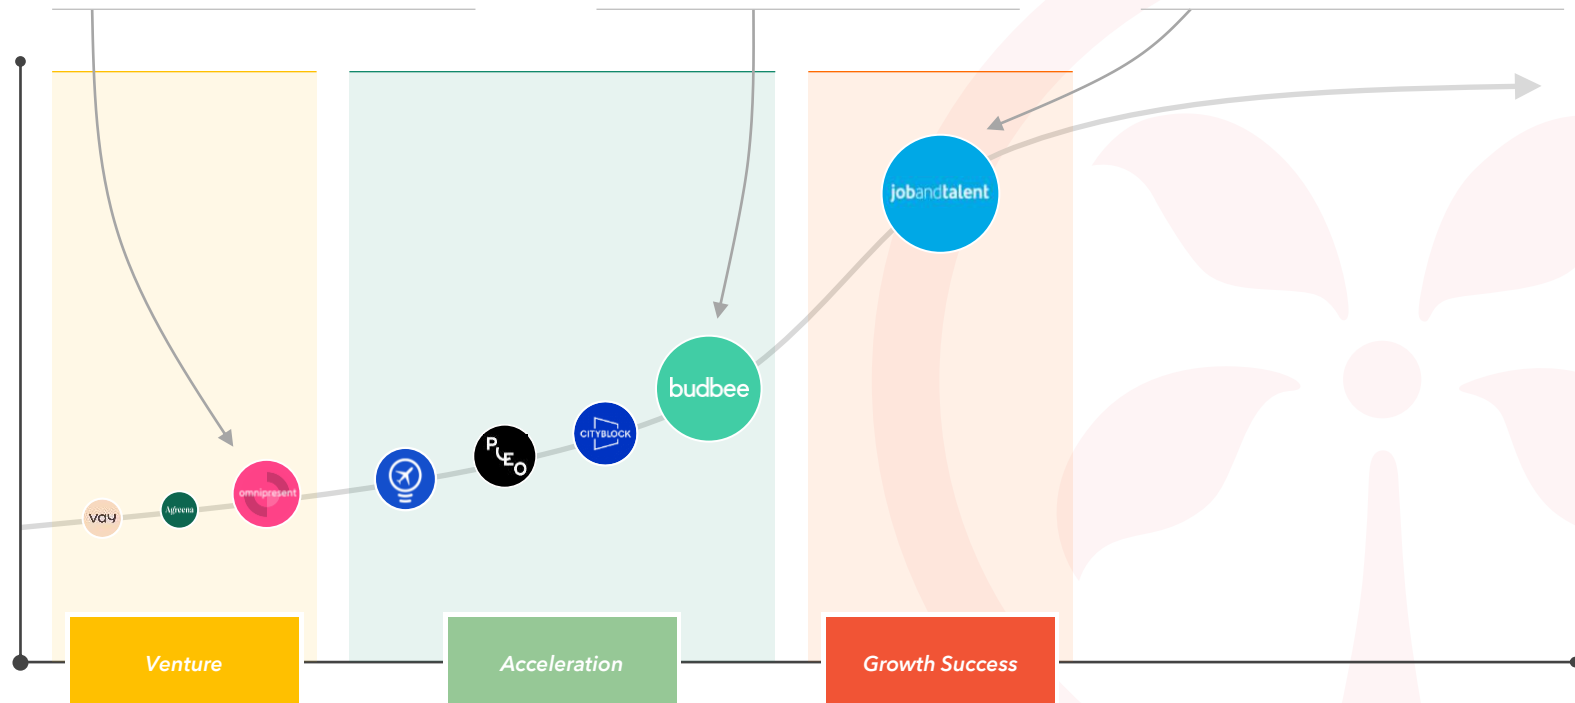 jobandtalent
budbee
CITYBLOCK
PLEO
omnipresent
Agreena
vay
Venture
Acceleration
Growth Success